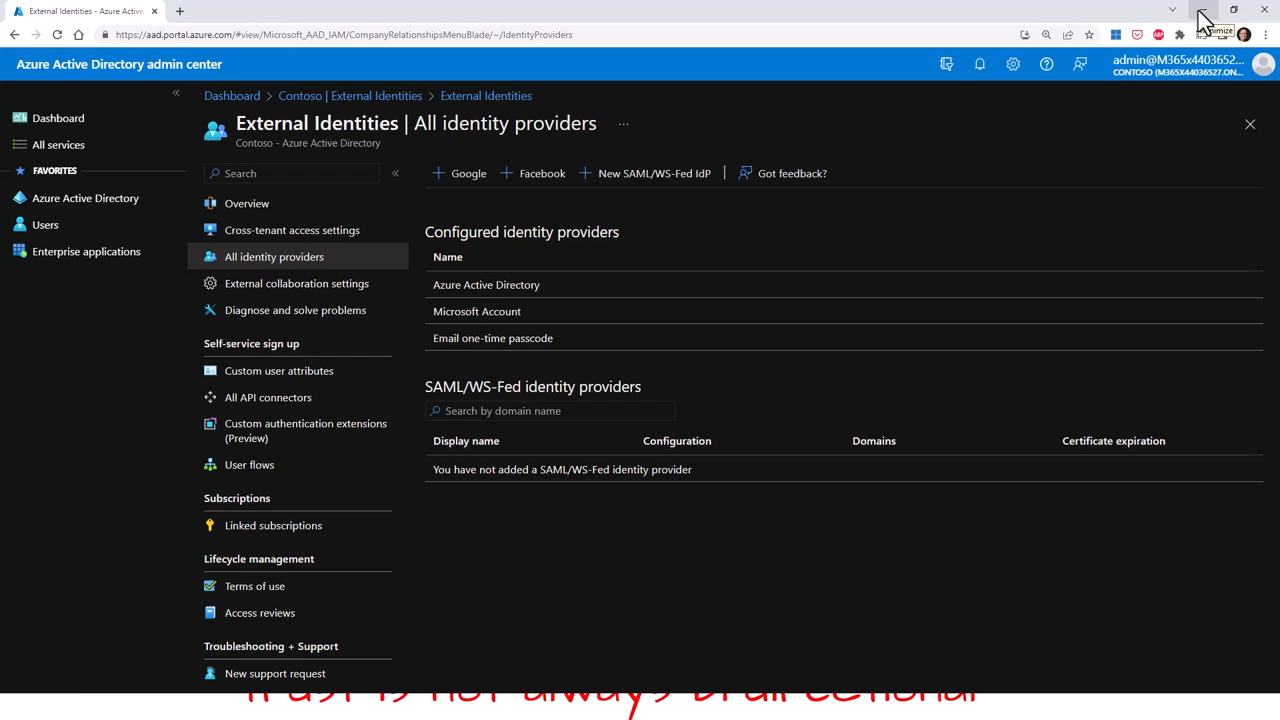 External Identities - Azure Active
https://aad.portal.azure.com/#view/Microsoft_AAD_IAM/CompanyRelationshipsMenuBlade/~/IdentityProviders
Azure Active Directory admin center
admin@M365x4403652...
CONTOSO (M365X44036527.ON...
Dashboard
All services
FAVORITES
Azure Active Directory
Users
Enterprise applications
Dashboard > Contoso | External Identities > External Identities
External Identities | All identity providers ...
Contoso - Azure Active Directory
Search
Overview
Cross-tenant access settings
All identity providers
External collaboration settings
Diagnose and solve problems
Self-service sign up
Custom user attributes
All API connectors
Custom authentication extensions
(Preview)
User flows
Subscriptions
Linked subscriptions
Lifecycle management
Terms of use
Access reviews
Troubleshooting + Support
New support request
+ Google + Facebook + New SAML/WS-Fed IdP | Got feedback?
Configured identity providers
Name
Azure Active Directory
Microsoft Account
Email one-time passcode
SAML/WS-Fed identity providers
Search by domain name
Display name Configuration Domains Certificate expiration
You have not added a SAML/WS-Fed identity provider
Trust is not always bi-directional